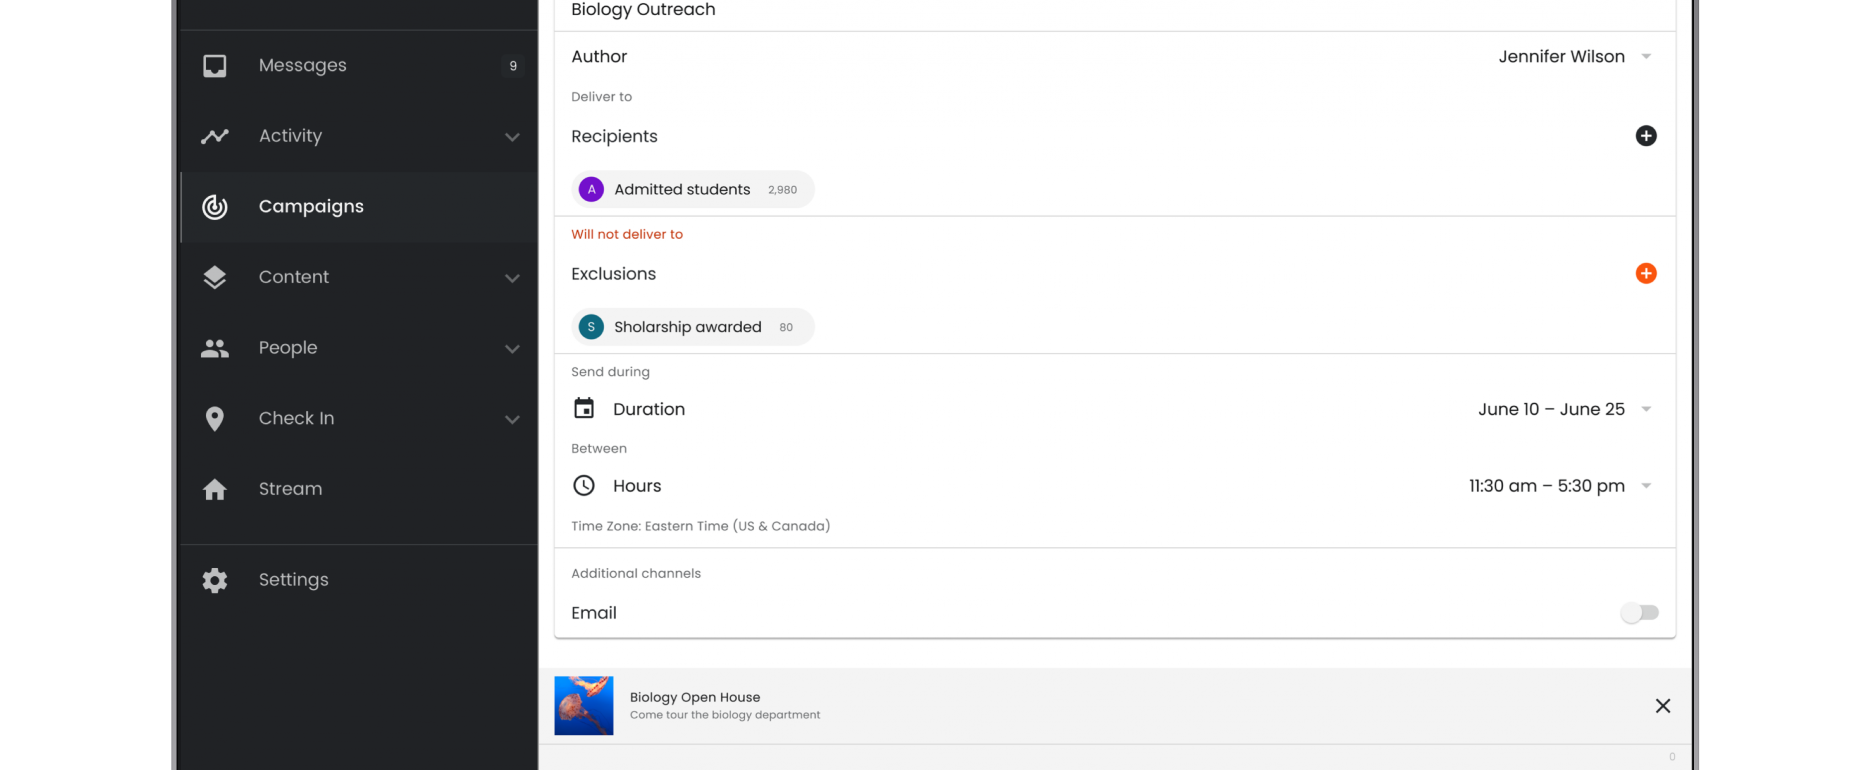 Messages
9
Activity
Campaigns
Content
People
Check In
Stream
Settings
Biology Outreach
Author
Jennifer Wilson
Deliver to
Recipients
A Admitted students 2,980
Will not deliver to
Exclusions
S Sholarship awarded 80
Send during
Duration
June 10 – June 25
Between
Hours
11:30 am – 5:30 pm
Time Zone: Eastern Time (US & Canada)
Additional channels
Email
Biology Open House
Come tour the biology department
0